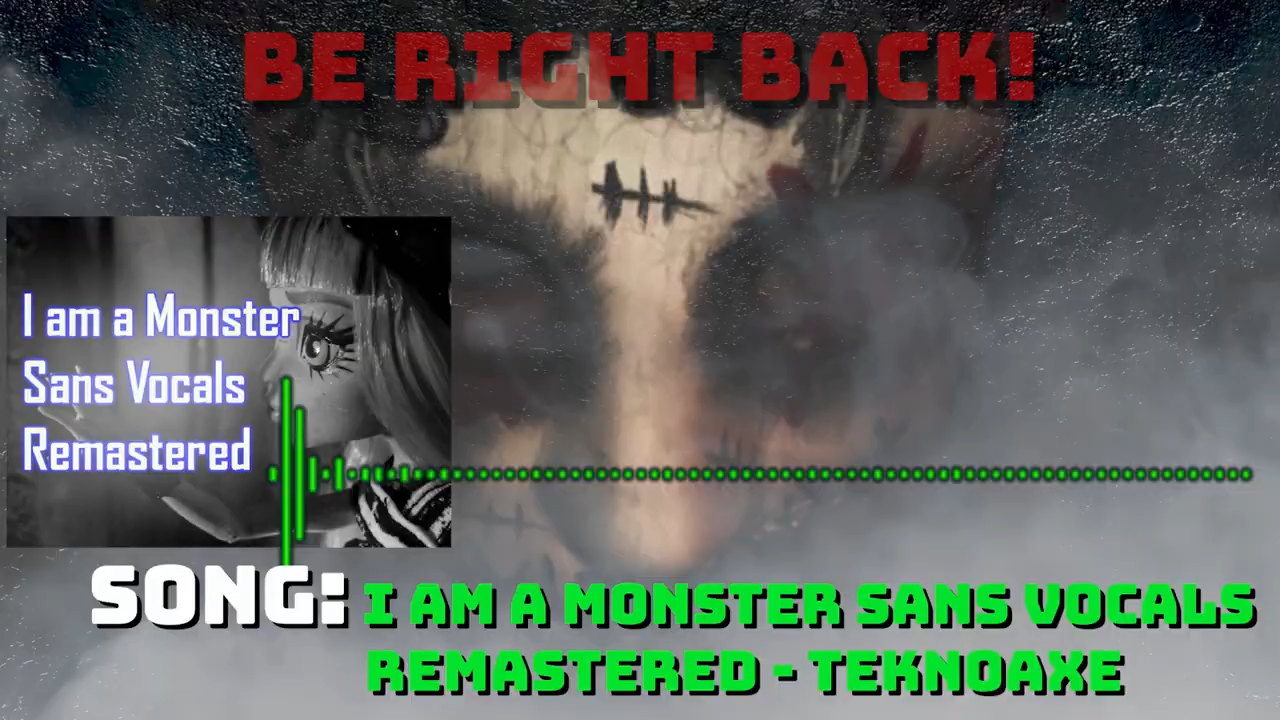 BE RIGHT BACK!
I am a Monster
Sans Vocals
Remastered
SONG: I AM A MONSTER SANS VOCALS
REMASTERED - TEKNOAXE